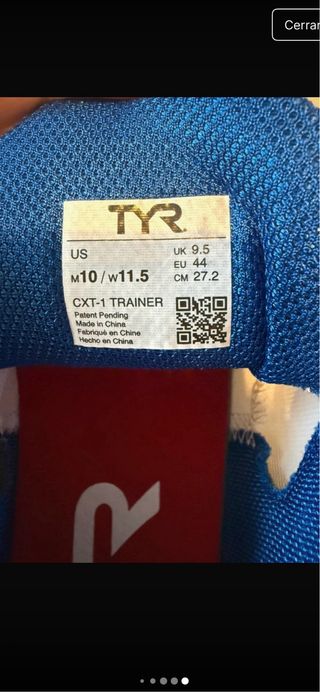 Cerrar
TYR
US
M10 / W11.5
UK 9.5
EU 44
CM 27.2
CXT-1 TRAINER
Patent Pending
Made in China
Fabriqué en Chine
Hecho en China
R